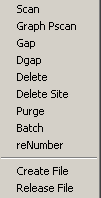 Scan
Graph Pscan
Gap
Dgap
Delete
Delete Site
Purge
Batch
reNumber
Create File
Release File